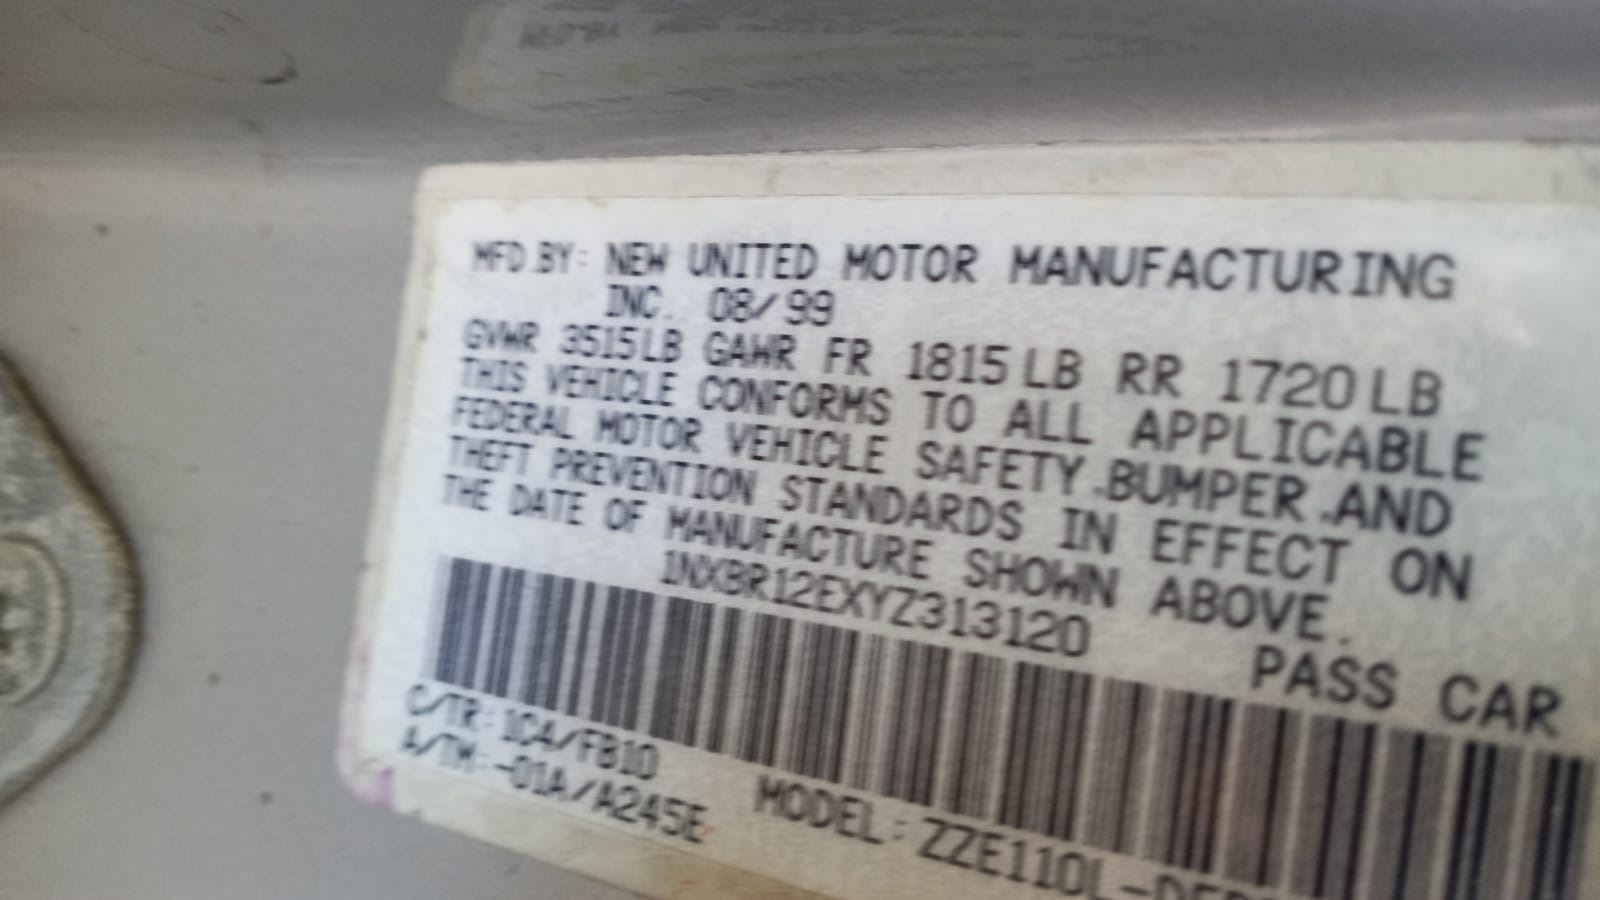 MFD.BY: NEW UNITED MOTOR MANUFACTURING
INC. 08/99
GVWR 3515LB GAWR FR 1815LB RR 1720LB
THIS VEHICLE CONFORMS TO ALL APPLICABLE
FEDERAL MOTOR VEHICLE SAFETY,BUMPER,AND
THEFT PREVENTION STANDARDS IN EFFECT ON
THE DATE OF MANUFACTURE SHOWN ABOVE.
1NXBR12EXYZ313120 PASS CAR
C/TR: 1C4/FB10
A/TM:-01A/A245E MODEL: ZZE110L-